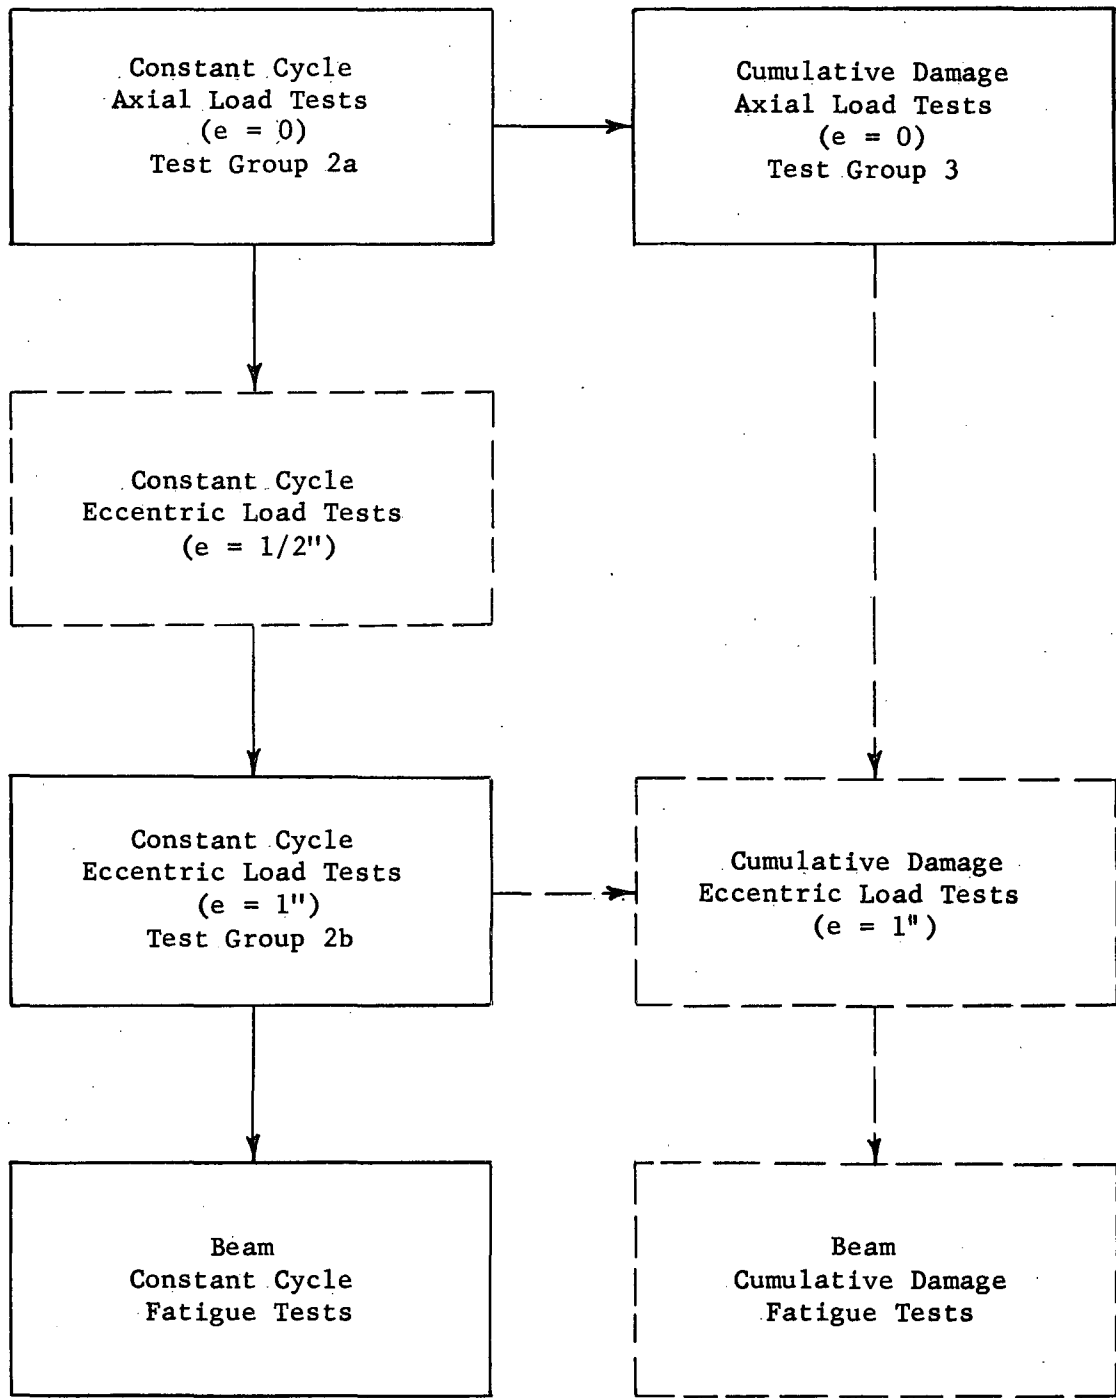 Constant Cycle
Axial Load Tests
(e = 0)
Test Group 2a
Cumulative Damage
Axial Load Tests
(e = 0)
Test Group 3
Constant Cycle
Eccentric Load Tests
(e = 1/2")
Constant Cycle
Eccentric Load Tests
(e = 1")
Test Group 2b
Cumulative Damage
Eccentric Load Tests
(e = 1")
Beam
Constant Cycle
Fatigue Tests
Beam
Cumulative Damage
Fatigue Tests